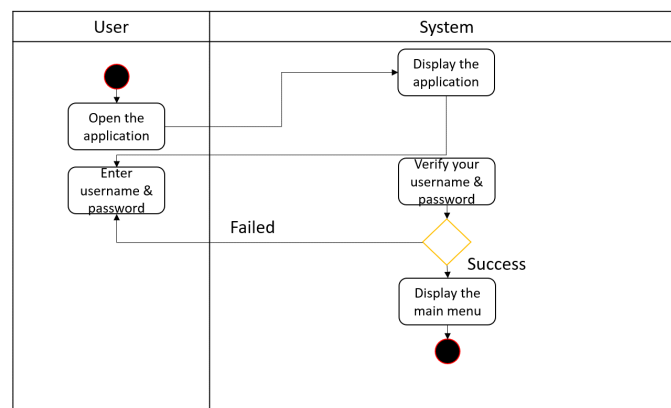 User
System
Display the
application
Open the
application
Enter
username &
password
Verify your
username &
password
Failed
Success
Display the
main menu